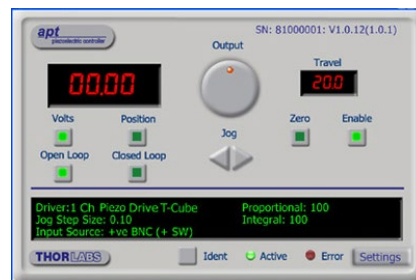 apt
piezoelectric controller
SN: 81000001: V1.0.12(1.0.1)
Output
00.00
Travel
20.0
Volts
Position
Zero
Enable
Open Loop
Closed Loop
Jog
Driver:1 Ch Piezo Drive T-Cube
Proportional: 100
Jog Step Size: 0.10
Integral: 100
Input Source: +ve BNC (+ SW)
THORLABS
Ident
Active
Error
Settings